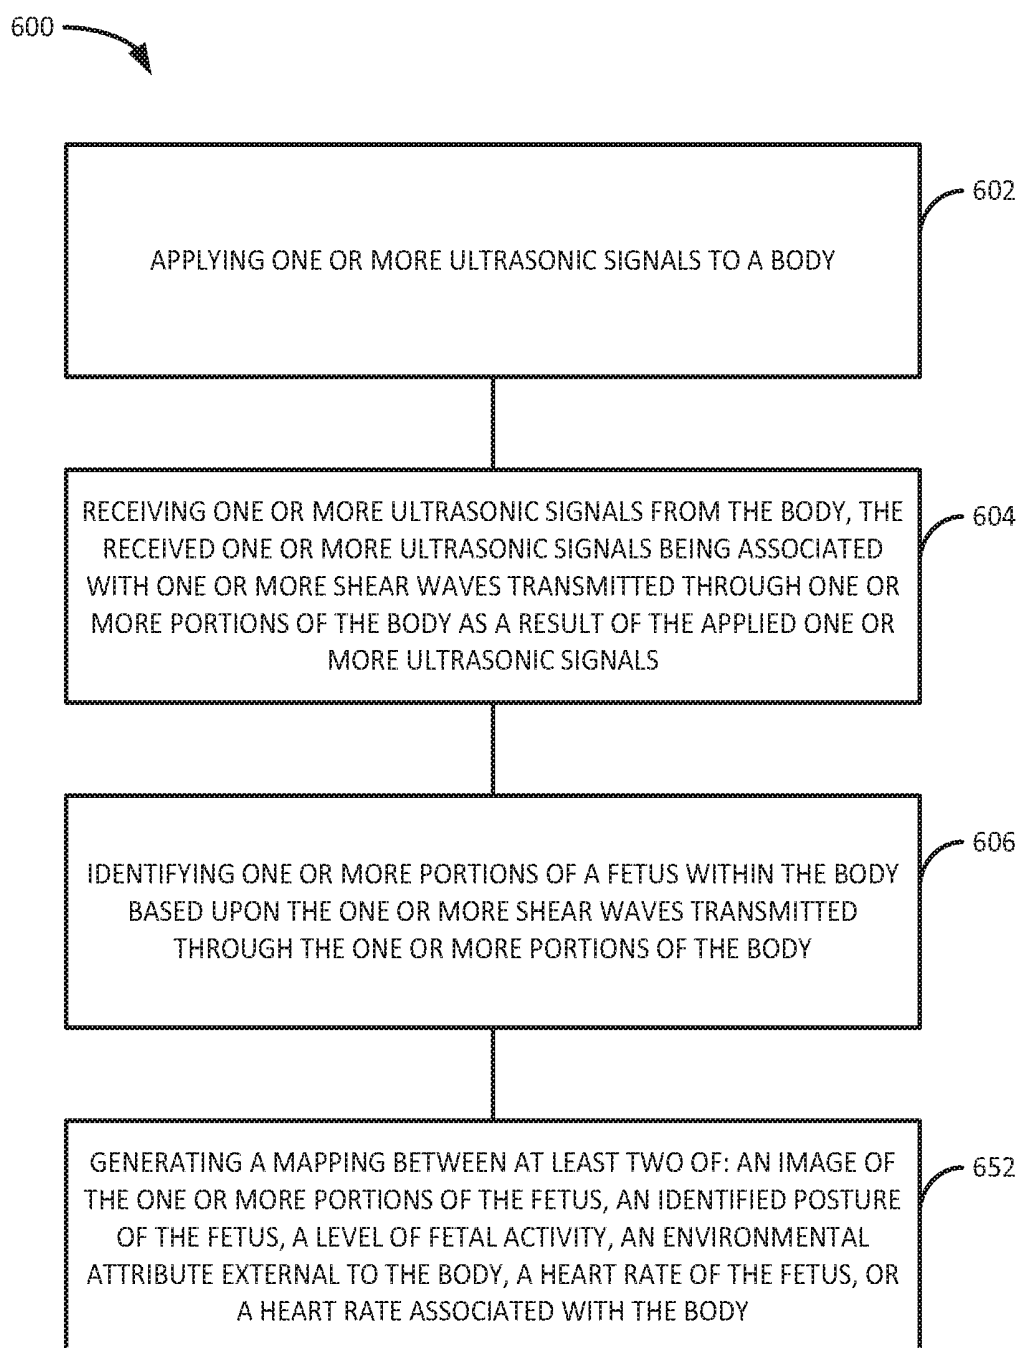 600
602
APPLYING ONE OR MORE ULTRASONIC SIGNALS TO A BODY
604
RECEIVING ONE OR MORE ULTRASONIC SIGNALS FROM THE BODY, THE
RECEIVED ONE OR MORE ULTRASONIC SIGNALS BEING ASSOCIATED
WITH ONE OR MORE SHEAR WAVES TRANSMITTED THROUGH ONE OR
MORE PORTIONS OF THE BODY AS A RESULT OF THE APPLIED ONE OR
MORE ULTRASONIC SIGNALS
606
IDENTIFYING ONE OR MORE PORTIONS OF A FETUS WITHIN THE BODY
BASED UPON THE ONE OR MORE SHEAR WAVES TRANSMITTED
THROUGH THE ONE OR MORE PORTIONS OF THE BODY
652
GENERATING A MAPPING BETWEEN AT LEAST TWO OF: AN IMAGE OF
THE ONE OR MORE PORTIONS OF THE FETUS, AN IDENTIFIED POSTURE
OF THE FETUS, A LEVEL OF FETAL ACTIVITY, AN ENVIRONMENTAL
ATTRIBUTE EXTERNAL TO THE BODY, A HEART RATE OF THE FETUS, OR
A HEART RATE ASSOCIATED WITH THE BODY